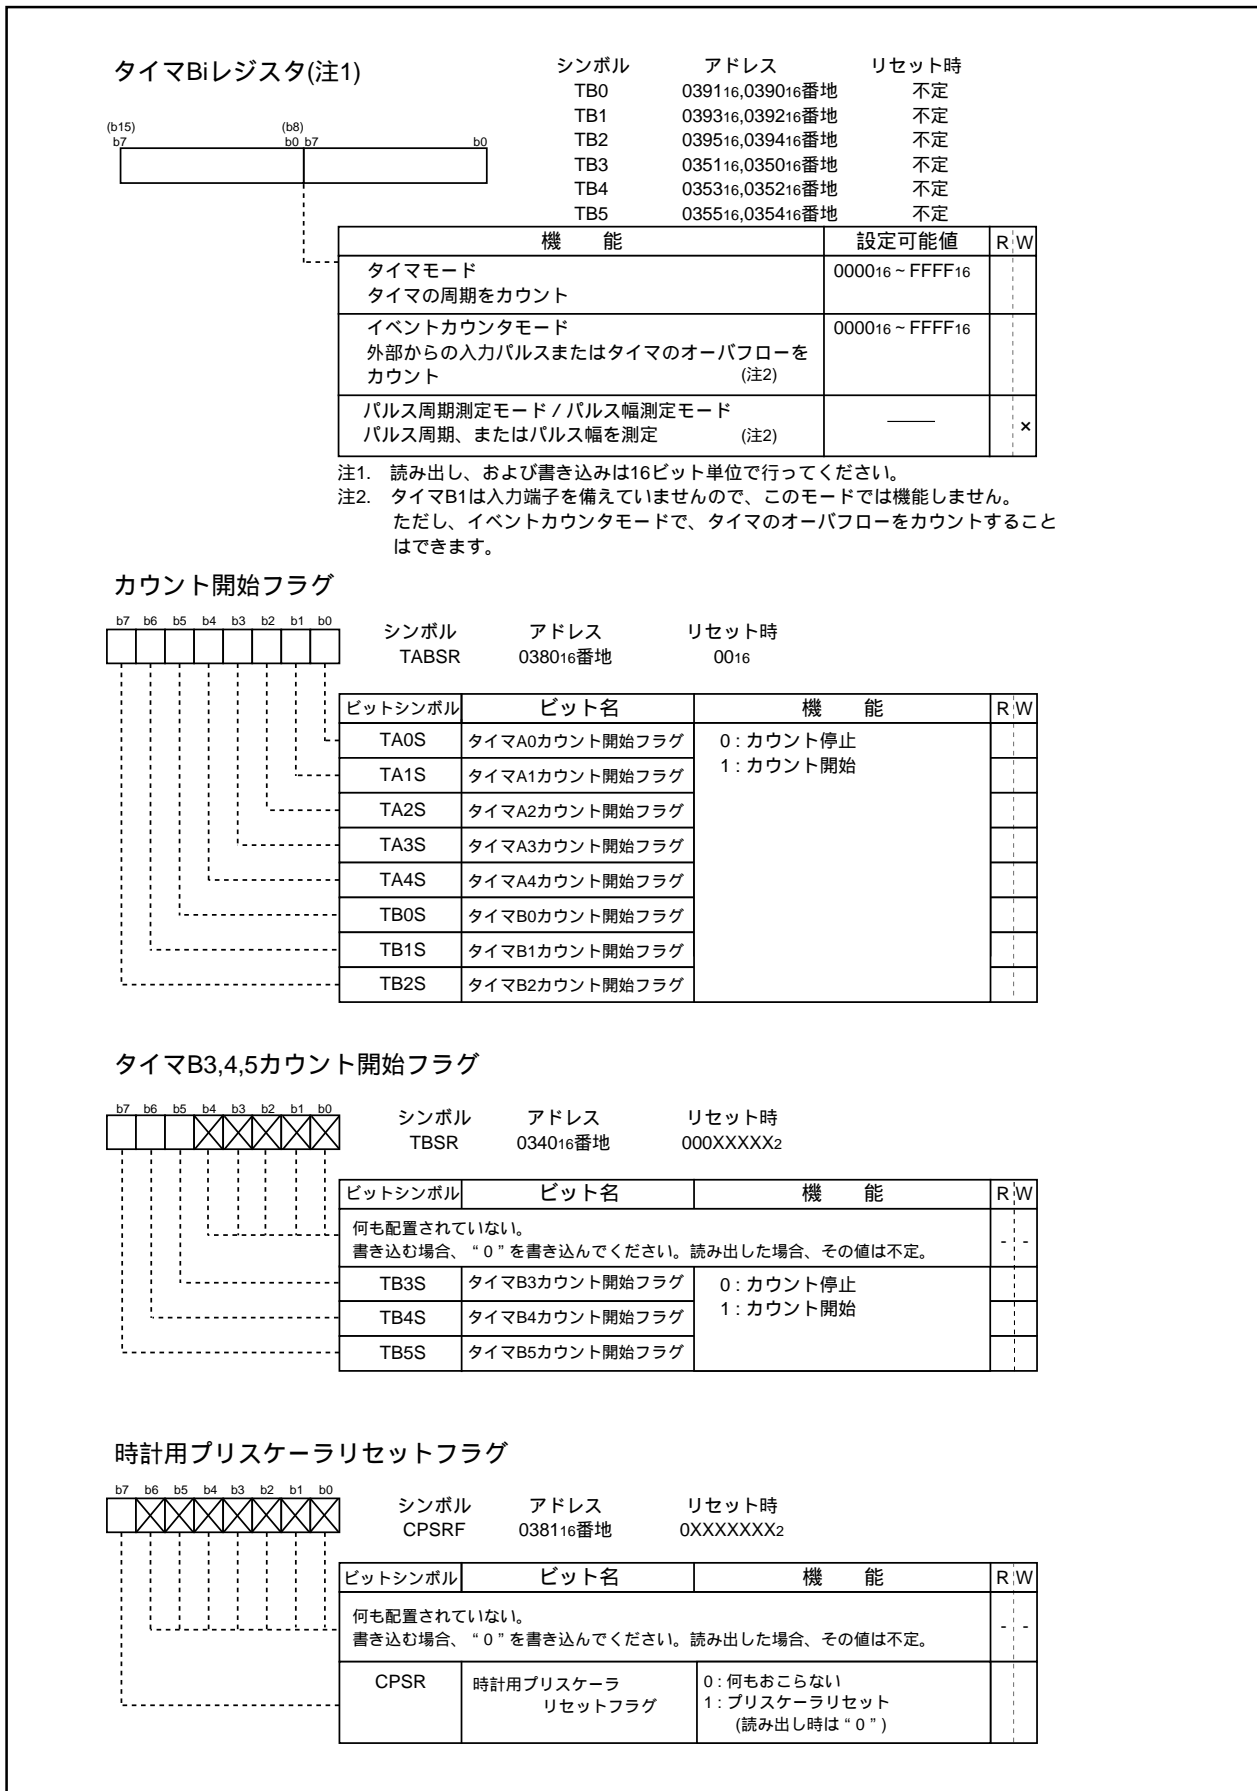 タイマBiレジスタ(注1)
シンボル アドレス リセット時
TB0 039116,039016番地 不定
TB1 039316,039216番地 不定
TB2 039516,039416番地 不定
TB3 035116,035016番地 不定
TB4 035316,035216番地 不定
TB5 035516,035416番地 不定
(b15) (b8)
b7 b0 b7 b0
機 能 設定可能値 R W
タイマモード 000016 ~ FFFF16
タイマの周期をカウント
イベントカウンタモード 000016 ~ FFFF16
外部からの入力パルスまたはタイマのオーバフローを
カウント (注2)
パルス周期測定モード / パルス幅測定モード
パルス周期、またはパルス幅を測定 (注2) ×
注1. 読み出し、および書き込みは16ビット単位で行ってください。
注2. タイマB1は入力端子を備えていませんので、このモードでは機能しません。
ただし、イベントカウンタモードで、タイマのオーバフローをカウントすること
はできます。
カウント開始フラグ
b7 b6 b5 b4 b3 b2 b1 b0
シンボル アドレス リセット時
TABSR 038016番地 0016
ビットシンボル ビット名 機 能 R W
TA0S タイマA0カウント開始フラグ 0 : カウント停止
1 : カウント開始
TA1S タイマA1カウント開始フラグ
TA2S タイマA2カウント開始フラグ
TA3S タイマA3カウント開始フラグ
TA4S タイマA4カウント開始フラグ
TB0S タイマB0カウント開始フラグ
TB1S タイマB1カウント開始フラグ
TB2S タイマB2カウント開始フラグ
タイマB3,4,5カウント開始フラグ
b7 b6 b5 b4 b3 b2 b1 b0
シンボル アドレス リセット時
TBSR 034016番地 000XXXXX2
ビットシンボル ビット名 機 能 R W
何も配置されていない。
書き込む場合、“ 0 ” を書き込んでください。読み出した場合、その値は不定。 - -
TB3S タイマB3カウント開始フラグ 0 : カウント停止
1 : カウント開始
TB4S タイマB4カウント開始フラグ
TB5S タイマB5カウント開始フラグ
時計用プリスケーラリセットフラグ
b7 b6 b5 b4 b3 b2 b1 b0
シンボル アドレス リセット時
CPSRF 038116番地 0XXXXXXX2
ビットシンボル ビット名 機 能 R W
何も配置されていない。
書き込む場合、“ 0 ” を書き込んでください。読み出した場合、その値は不定。 - -
CPSR 時計用プリスケーラ 0 : 何もおこらない
リセットフラグ 1 : プリスケーラリセット
(読み出し時は “ 0 ” )